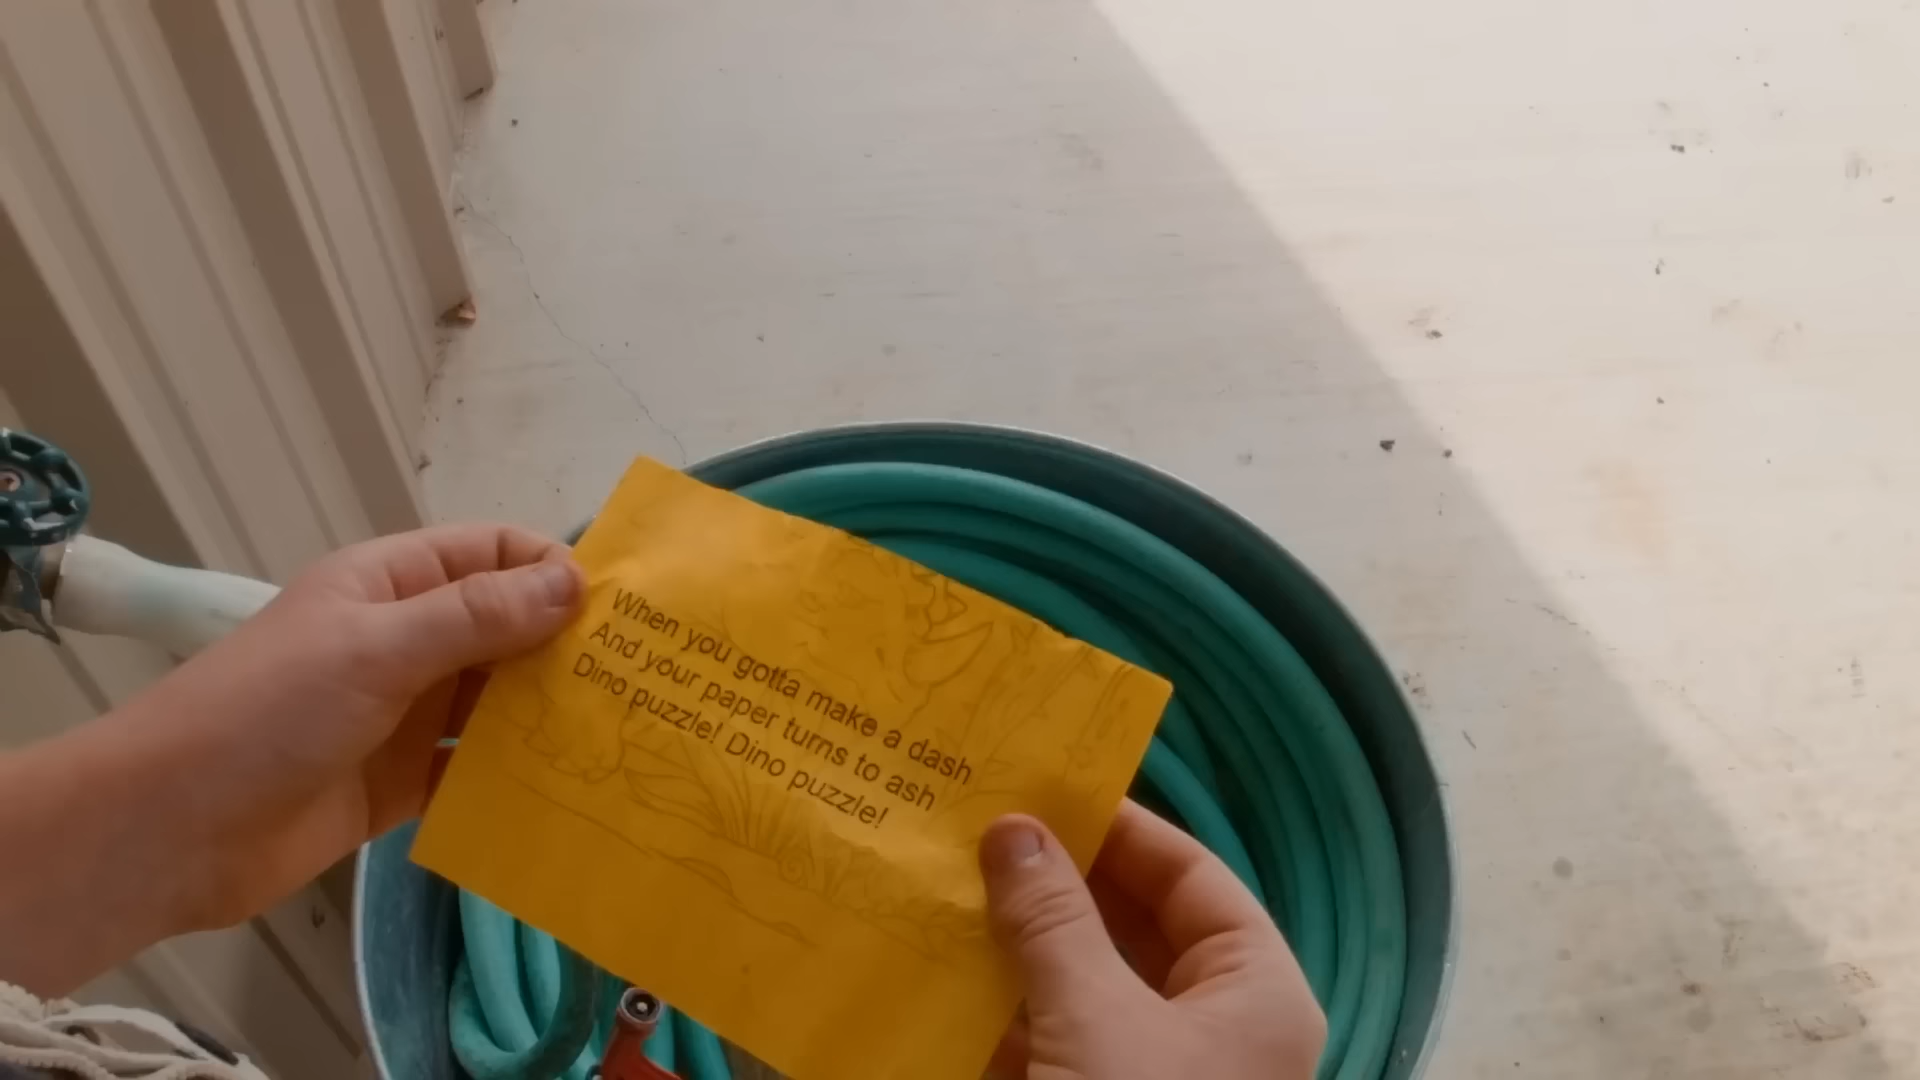 When you gotta make a dash
And your paper turns to ash
Dino puzzle! Dino puzzle!